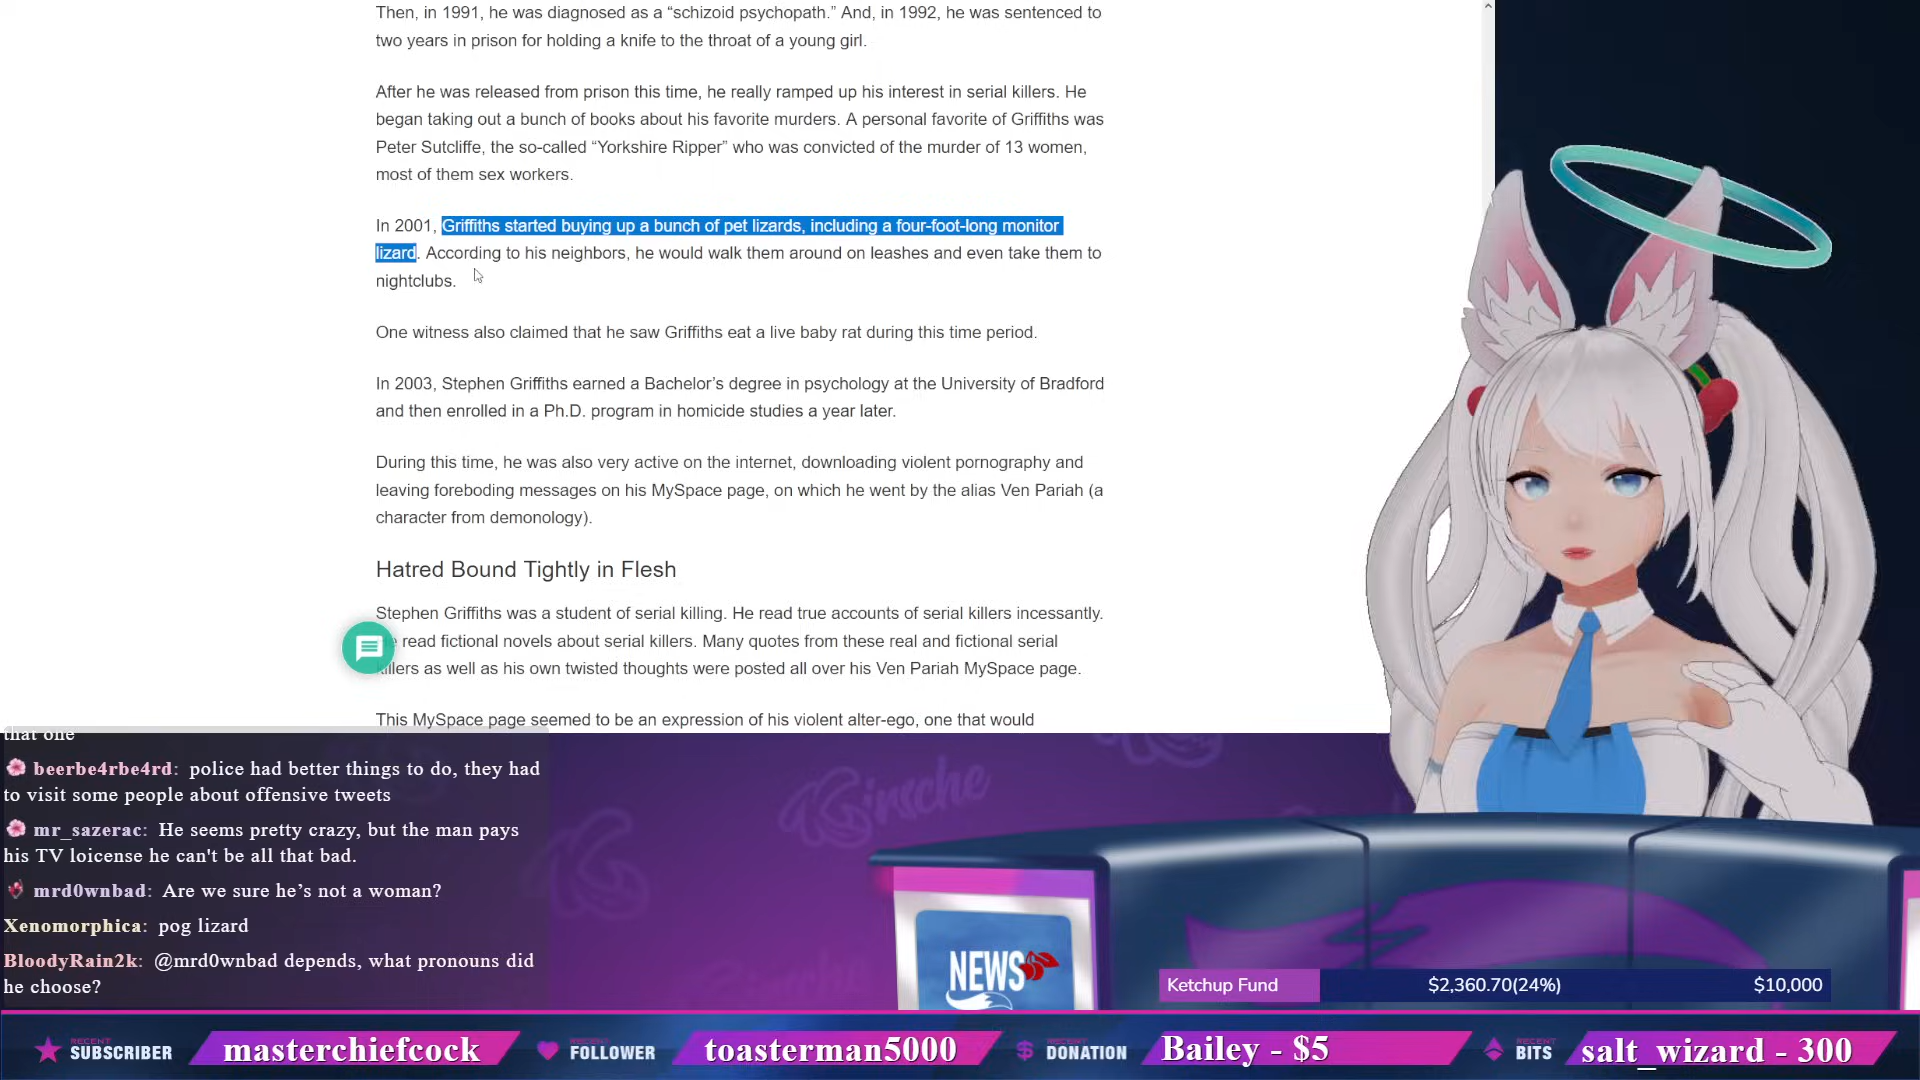 Then, in 1991, he was diagnosed as a “schizoid psychopath.” And, in 1992, he was sentenced to
two years in prison for holding a knife to the throat of a young girl.
After he was released from prison this time, he really ramped up his interest in serial killers. He
began taking out a bunch of books about his favorite murders. A personal favorite of Griffiths was
Peter Sutcliffe, the so-called “Yorkshire Ripper” who was convicted of the murder of 13 women,
most of them sex workers.
In 2001, Griffiths started buying up a bunch of pet lizards, including a four-foot-long monitor
lizard. According to his neighbors, he would walk them around on leashes and even take them to
nightclubs.
One witness also claimed that he saw Griffiths eat a live baby rat during this time period.
In 2003, Stephen Griffiths earned a Bachelor’s degree in psychology at the University of Bradford
and then enrolled in a Ph.D. program in homicide studies a year later.
During this time, he was also very active on the internet, downloading violent pornography and
leaving foreboding messages on his MySpace page, on which he went by the alias Ven Pariah (a
character from demonology).
Hatred Bound Tightly in Flesh
Stephen Griffiths was a student of serial killing. He read true accounts of serial killers incessantly.
read fictional novels about serial killers. Many quotes from these real and fictional serial
killers as well as his own twisted thoughts were posted all over his Ven Pariah MySpace page.
This MySpace page seemed to be an expression of his violent alter-ego, one that would
that one
beerbe4rbe4rd: police had better things to do, they had
to visit some people about offensive tweets
mr_sazerac: He seems pretty crazy, but the man pays
his TV loicense he can't be all that bad.
mrd0wnbad: Are we sure he’s not a woman?
Xenomorphica: pog lizard
BloodyRain2k: @mrd0wnbad depends, what pronouns did
he choose?
Girsche
NEWS
Ketchup Fund $2,360.70(24%) $10,000
RECENT SUBSCRIBER masterchiefcock RECENT FOLLOWER toasterman5000 RECENT DONATION Bailey - $5 RECENT BITS salt_wizard - 300